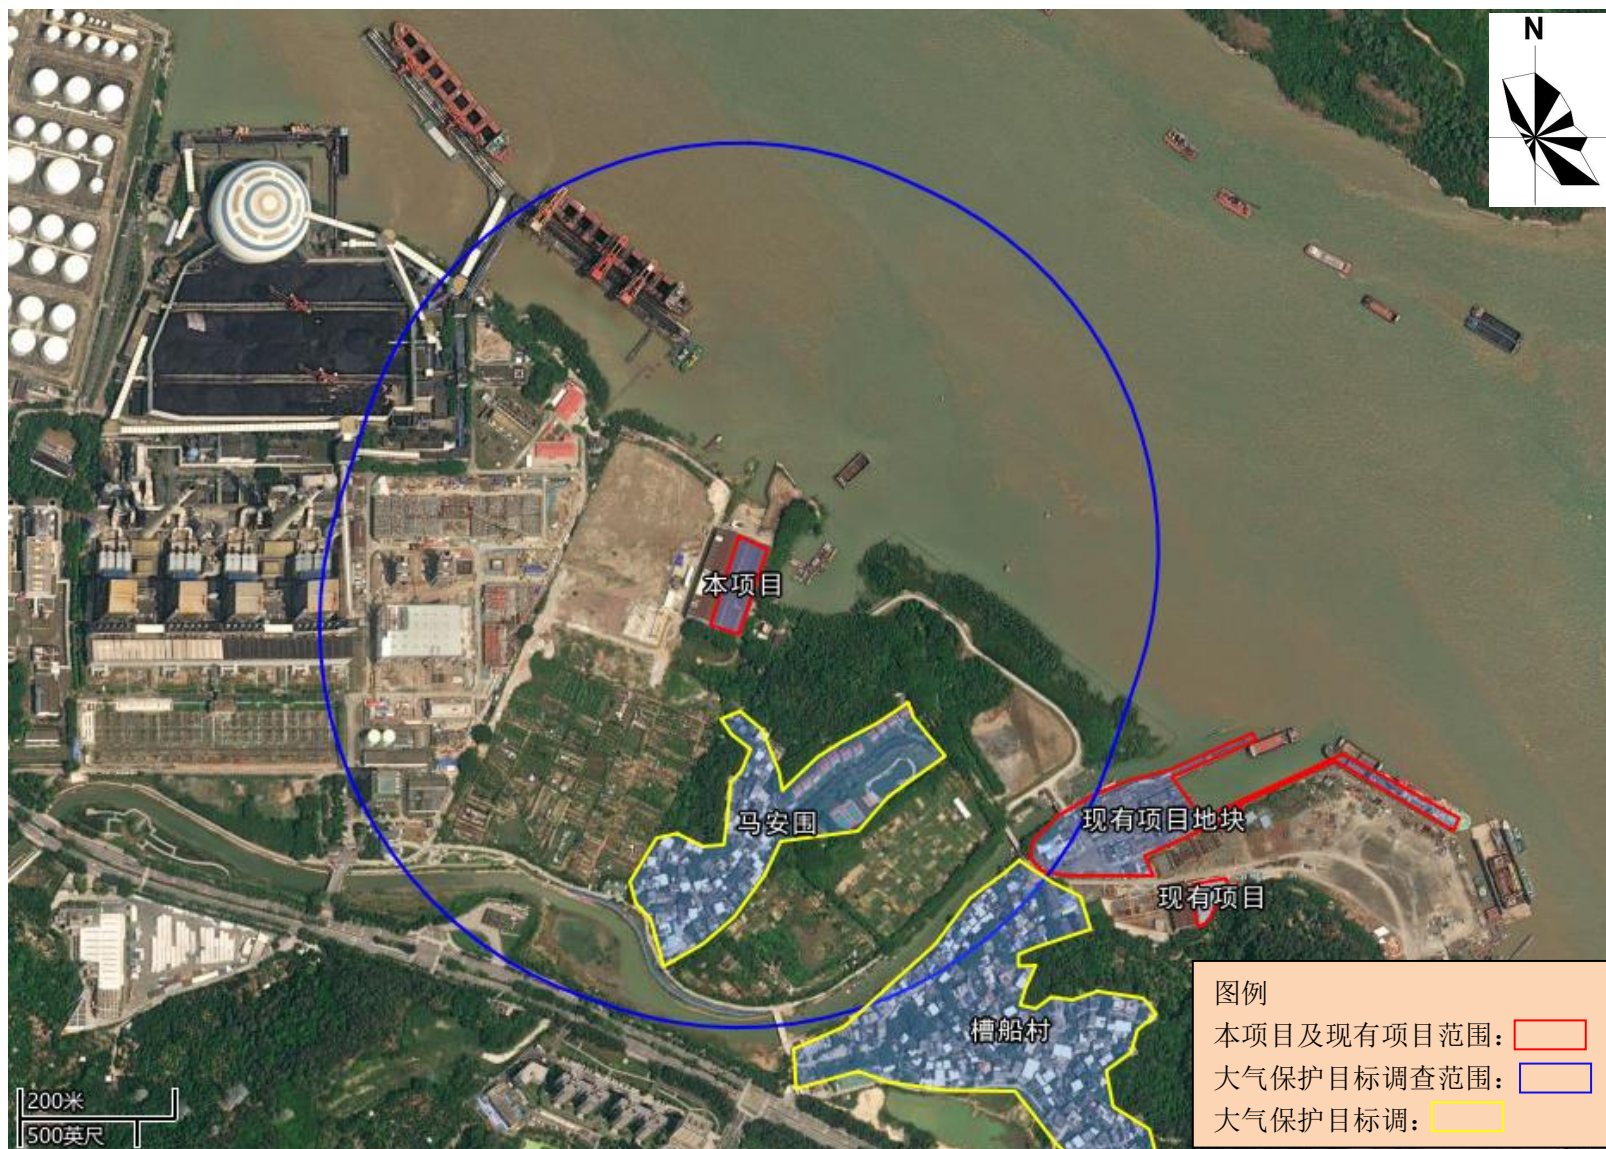 N
本项目
马安围
现有项目地块
现有项目
槽船村
图例
本项目及现有项目范围：
大气保护目标调查范围：
大气保护目标调：
200米
500英尺